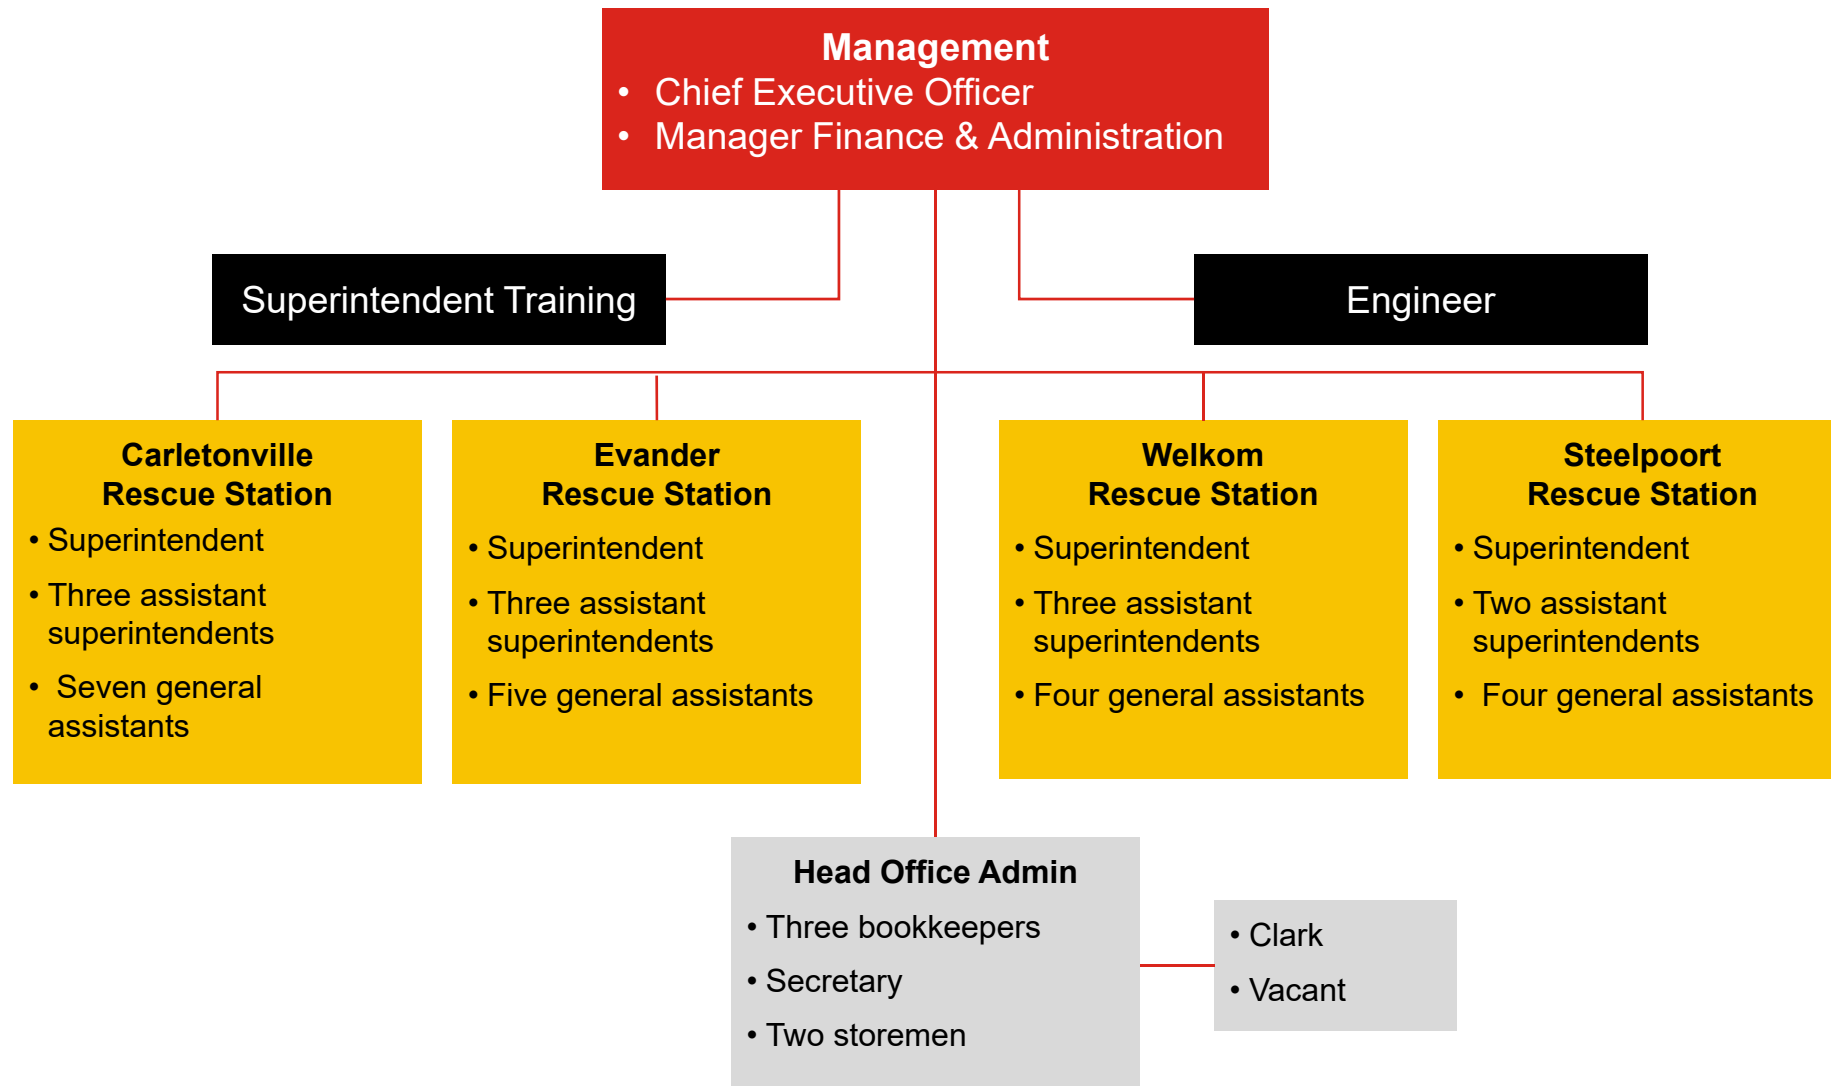 Management
• Chief Executive Officer
• Manager Finance & Administration
Superintendent Training
Engineer
Carletonville
Rescue Station
• Superintendent
• Three assistant
superintendents
• Seven general
assistants
Evander
Rescue Station
• Superintendent
• Three assistant
superintendents
• Five general assistants
Welkom
Rescue Station
• Superintendent
• Three assistant
superintendents
• Four general assistants
Steelpoort
Rescue Station
• Superintendent
• Two assistant
superintendents
• Four general assistants
Head Office Admin
• Three bookkeepers
• Secretary
• Two storemen
• Clark
• Vacant